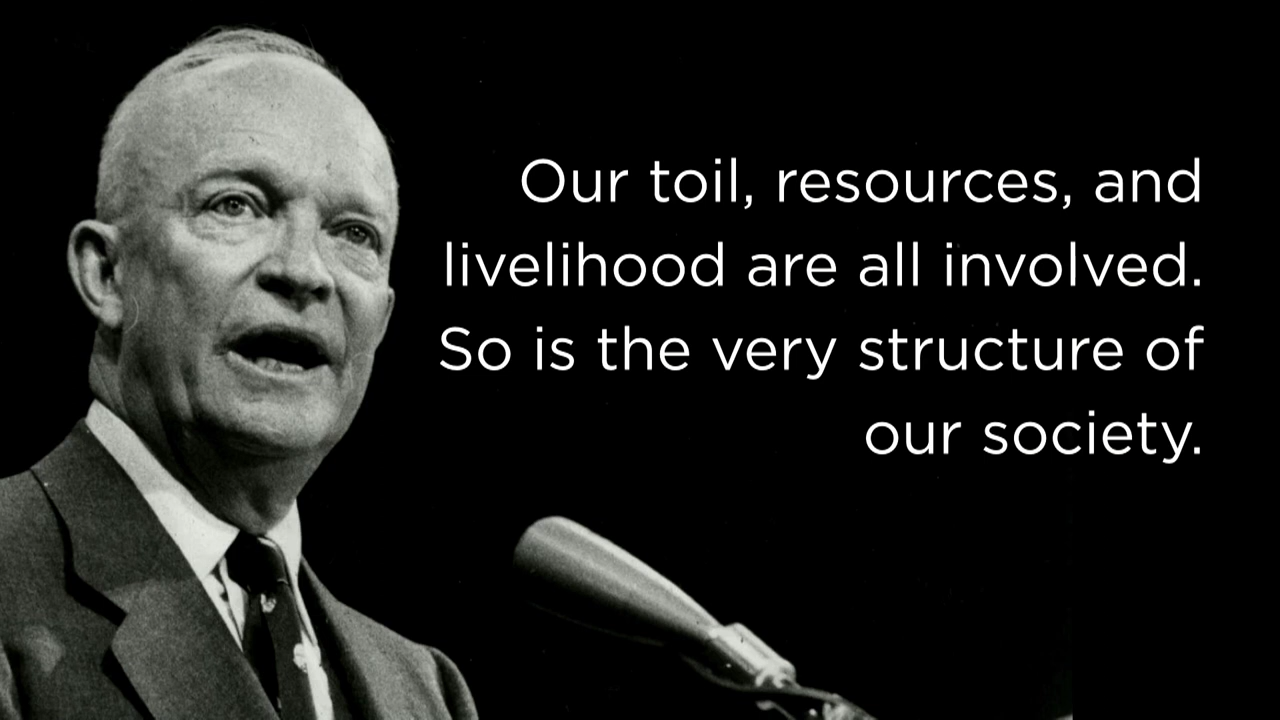 Our toil, resources, and
livelihood are all involved.
So is the very structure of
our society.